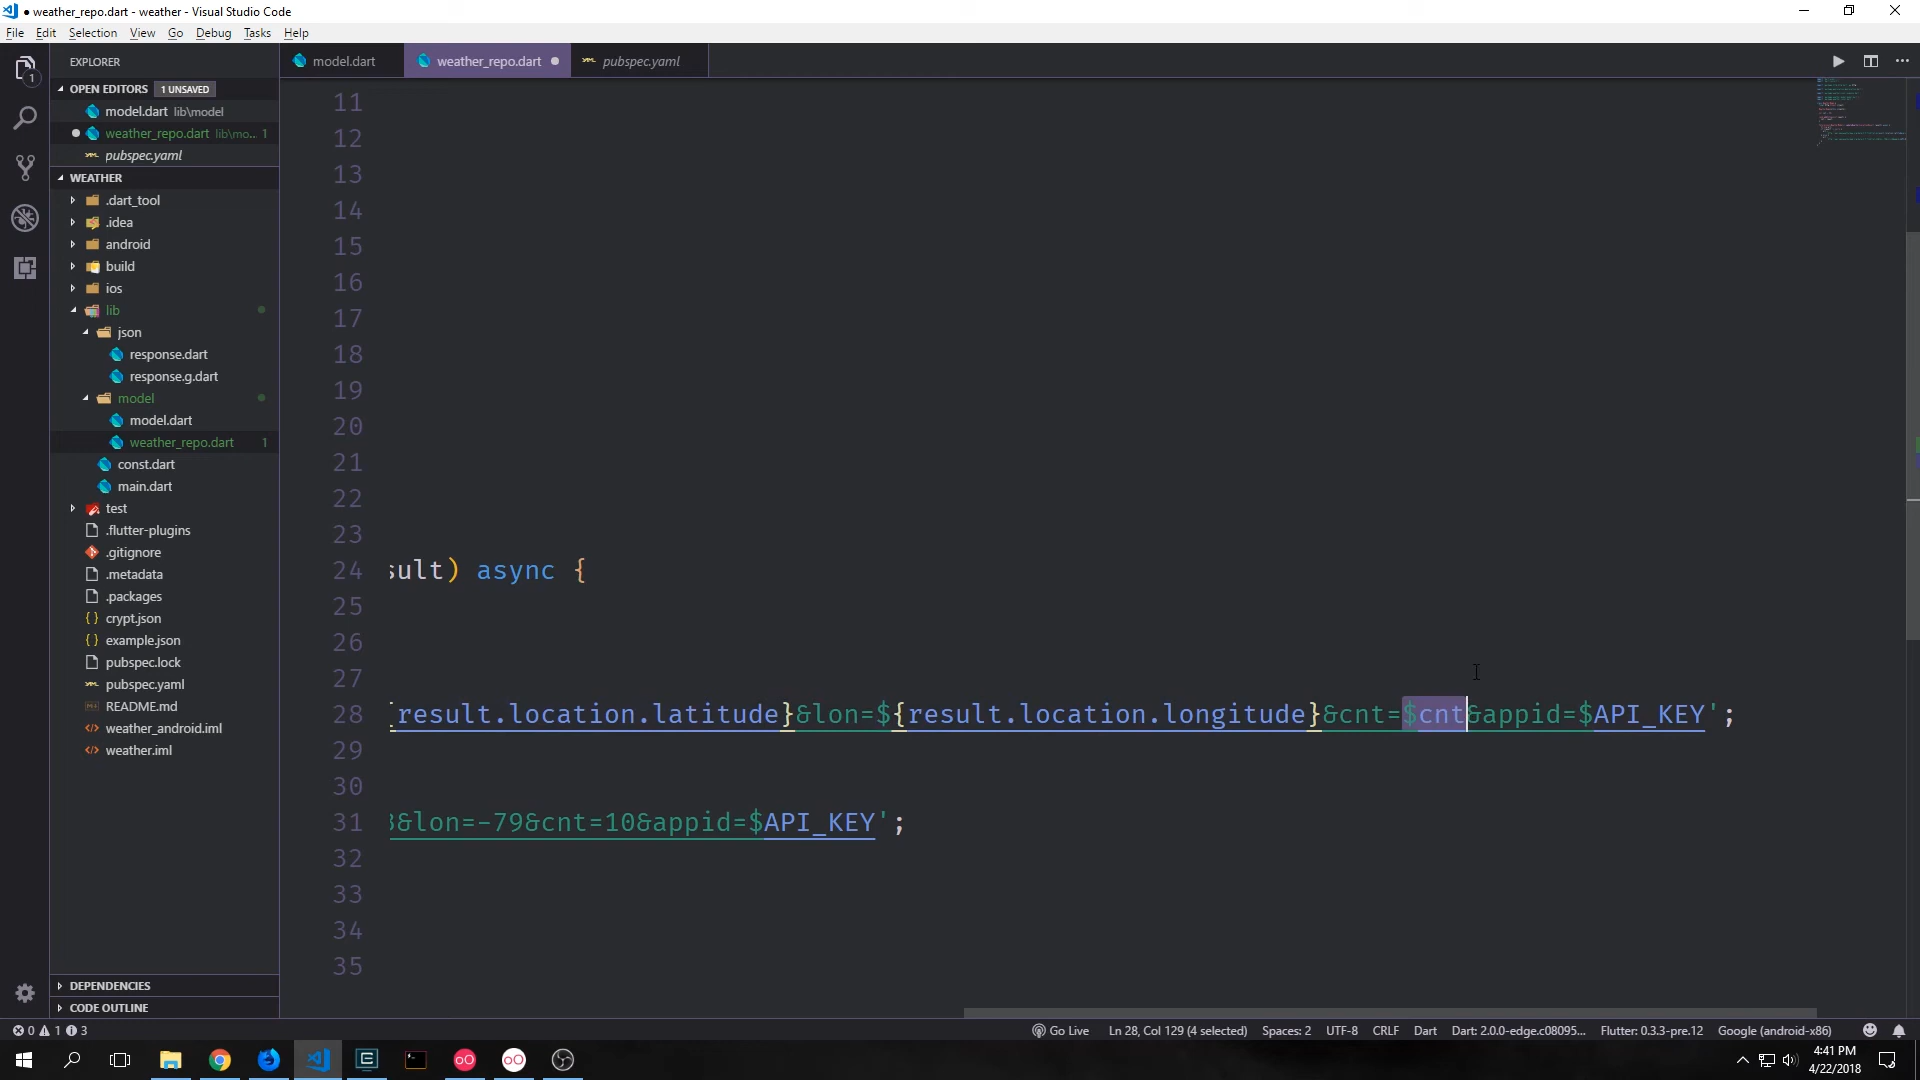 weather_repo.dart - weather - Visual Studio Code
File Edit Selection View Go Debug Tasks Help
EXPLORER
model.dart
weather_repo.dart
pubspec.yaml
OPEN EDITORS 1 UNSAVED
model.dart lib\model
weather_repo.dart lib\mo... 1
pubspec.yaml
WEATHER
.dart_tool
.idea
android
build
ios
lib
json
response.dart
response.g.dart
model
model.dart
weather_repo.dart 1
const.dart
main.dart
test
.flutter-plugins
.gitignore
.metadata
.packages
crypt.json
example.json
pubspec.lock
pubspec.yaml
README.md
weather_android.iml
weather.iml
DEPENDENCIES
CODE OUTLINE
11
12
13
14
15
16
17
18
19
20
21
22
23
24 sult) async {
25
26
27
28 {result.location.latitude}&lon=${result.location.longitude}&cnt=$cnt&appid=$API_KEY';
29
30
31 &lon=-79&cnt=10&appid=$API_KEY';
32
33
34
35
0 1 3
Go Live Ln 28, Col 129 (4 selected) Spaces: 2 UTF-8 CRLF Dart Dart: 2.0.0-edge.c08095... Flutter: 0.3.3-pre.12 Google (android-x86)
4:41 PM
4/22/2018